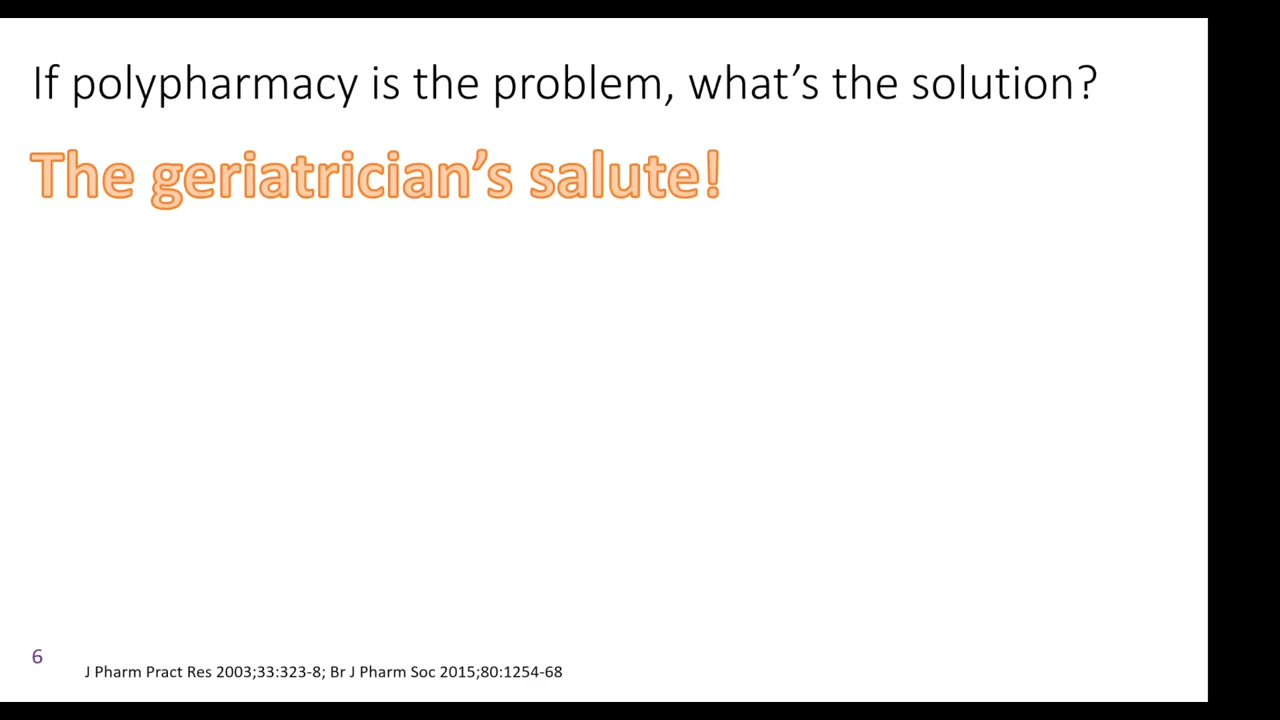 If polypharmacy is the problem, what’s the solution?
The geriatrician’s salute!
6
J Pharm Pract Res 2003;33:323-8; Br J Pharm Soc 2015;80:1254-68